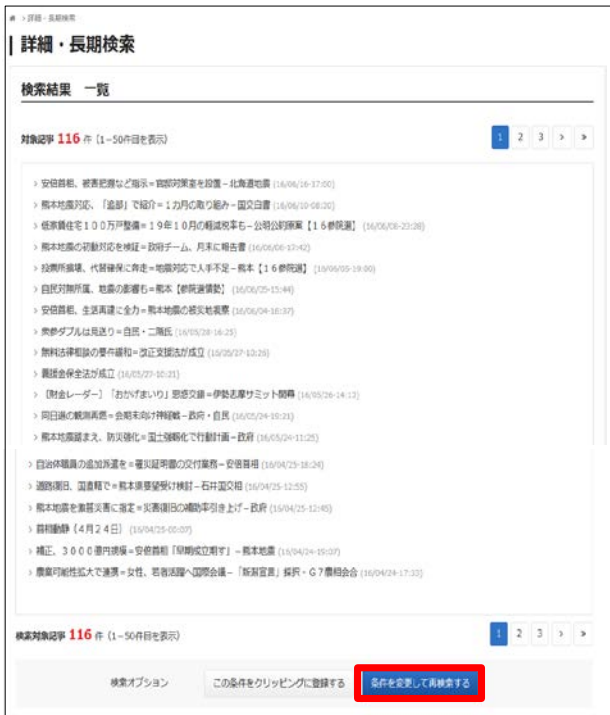 > 詳細・長期検索
詳細・長期検索
検索結果 一覧
対象記事 116 件 (1-50件目を表示)
1 2 3 > »
> 安倍首相、被害把握など指示=官邸対策室を設置-北海道地震 (16/06/16-17:00)
> 熊本地震対応、「追部」で紹介=1カ月の取り組み-国交白書 (16/06/10-08:20)
> 低家賃住宅100万戸整備=19年10月の軽減税率も-公明公約原案【16参院選】 (16/06/08-23:28)
> 熊本地震の初動対応を検証=政府チーム、月末に報告書 (16/06/06-17:42)
> 投票所損壊、代替確保に奔走=地震対応で人手不足-熊本【16参院選】 (16/06/05-19:00)
> 自民対無所属、地震の影響も=熊本【参院選情勢】
> 安倍首相、生活再建に全力=熊本地震の被災地視察 (16/06/04-18:37)
> 衆参ダブルは見送り=自民・二階氏 (16/05/28-16:25)
> 無料法律相談の要件緩和=改正支援法が成立
> 義援金保全法が成立 (16/05/27-10:21)
> 【財金レーダー】「おかげまいり」思惑交錯=伊勢志摩サミット開幕 (16/05/26-14:13)
> 同日選の観測再燃=会期末向け神経戦-政府・自民 (16/05/24-19:21)
> 熊本地震踏まえ、防災強化=国土強靱化で行動計画-政府 (16/05/24-11:25)
> 自治体職員の追加派遣を=罹災証明書の交付業務-安倍首相 (16/04/25-18:24)
> 道路復旧、国直轄で=熊本県要望受け検討-石井国交相 (16/04/25-12:55)
> 熊本地震を激甚災害に指定=災害復旧の補助率引き上げ-政府 (16/04/25-12:45)
> 首相動静(4月24日) (16/04/25-00:07)
> 補正、3000億円規模=安倍首相「早期成立期す」-熊本地震 (16/04/24-19:07)
> 農業可能性拡大で連携=女性、若者活躍へ国際会議-「新潟宣言」採択・G7農相会合 (16/04/24-17:33)
検索対象記事 116 件 (1-50件目を表示)
1 2 3 > »
検索オプション この条件をクリッピングに登録する 条件を変更して再検索する